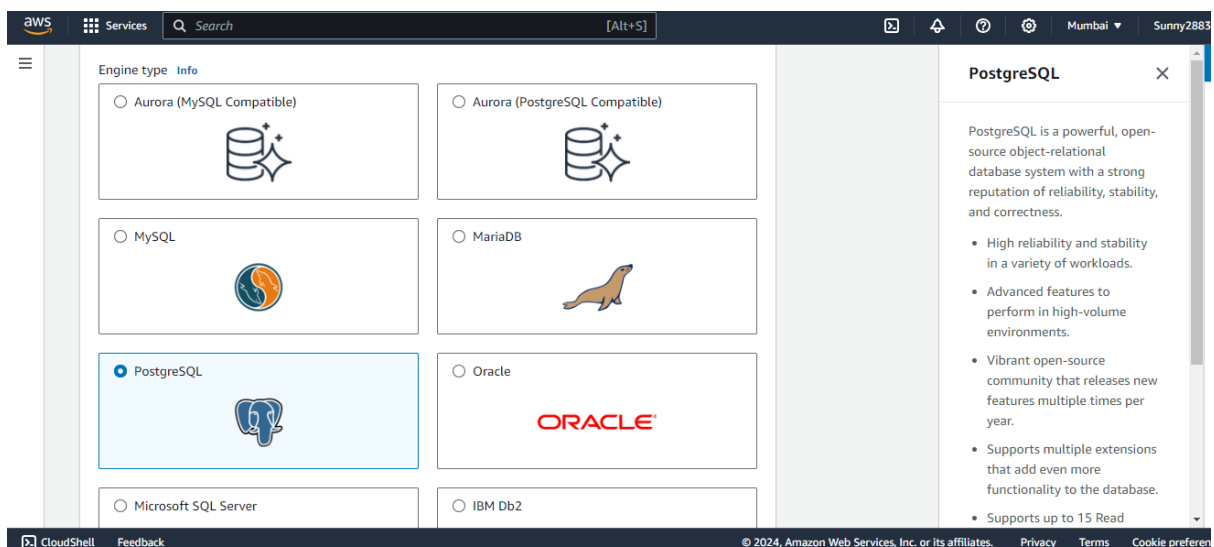 aws
Services
Search
[Alt+S]
Mumbai
Sunny2883
Engine type Info
Aurora (MySQL Compatible)
Aurora (PostgreSQL Compatible)
MySQL
MariaDB
PostgreSQL
Oracle
ORACLE
Microsoft SQL Server
IBM Db2
PostgreSQL
PostgreSQL is a powerful, open-
source object-relational
database system with a strong
reputation of reliability, stability,
and correctness.
High reliability and stability
in a variety of workloads.
Advanced features to
perform in high-volume
environments.
Vibrant open-source
community that releases new
features multiple times per
year.
Supports multiple extensions
that add even more
functionality to the database.
Supports up to 15 Read
CloudShell
Feedback
© 2024, Amazon Web Services, Inc. or its affiliates.
Privacy
Terms
Cookie preferen